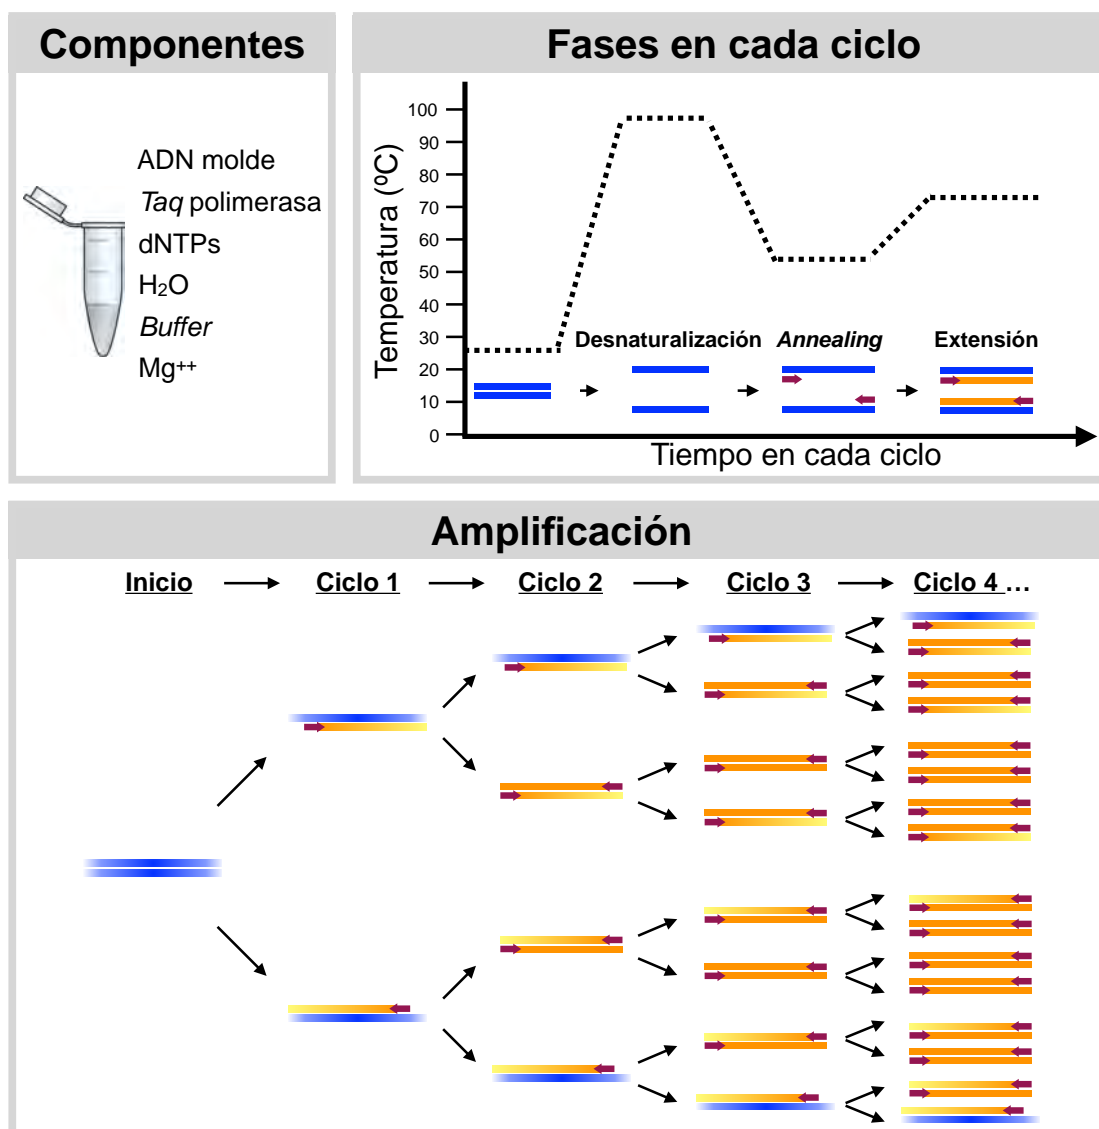 Componentes
ADN molde
Taq polimerasa
dNTPs
H₂O
Buffer
Mg⁺⁺
Fases en cada ciclo
Temperatura (ºC)
100
90
80
70
60
50
40
30
20
10
0
Desnaturalización Annealing Extensión
Tiempo en cada ciclo
Amplificación
Inicio Ciclo 1 Ciclo 2 Ciclo 3 Ciclo 4 ...